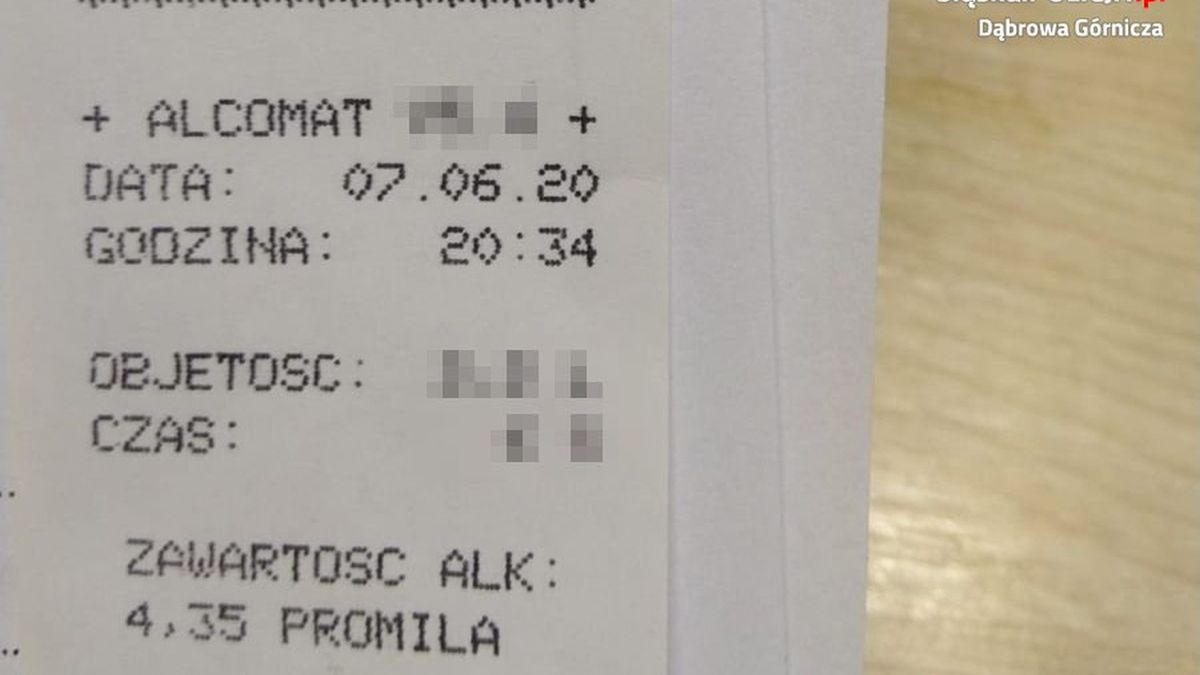 Dąbrowa Górnicza
+ ALCOMAT +
DATA: 07.06.20
GODZINA: 20:34
OBJETOSC:
CZAS:
ZAWARTOSC ALK:
4,35 PROMILA